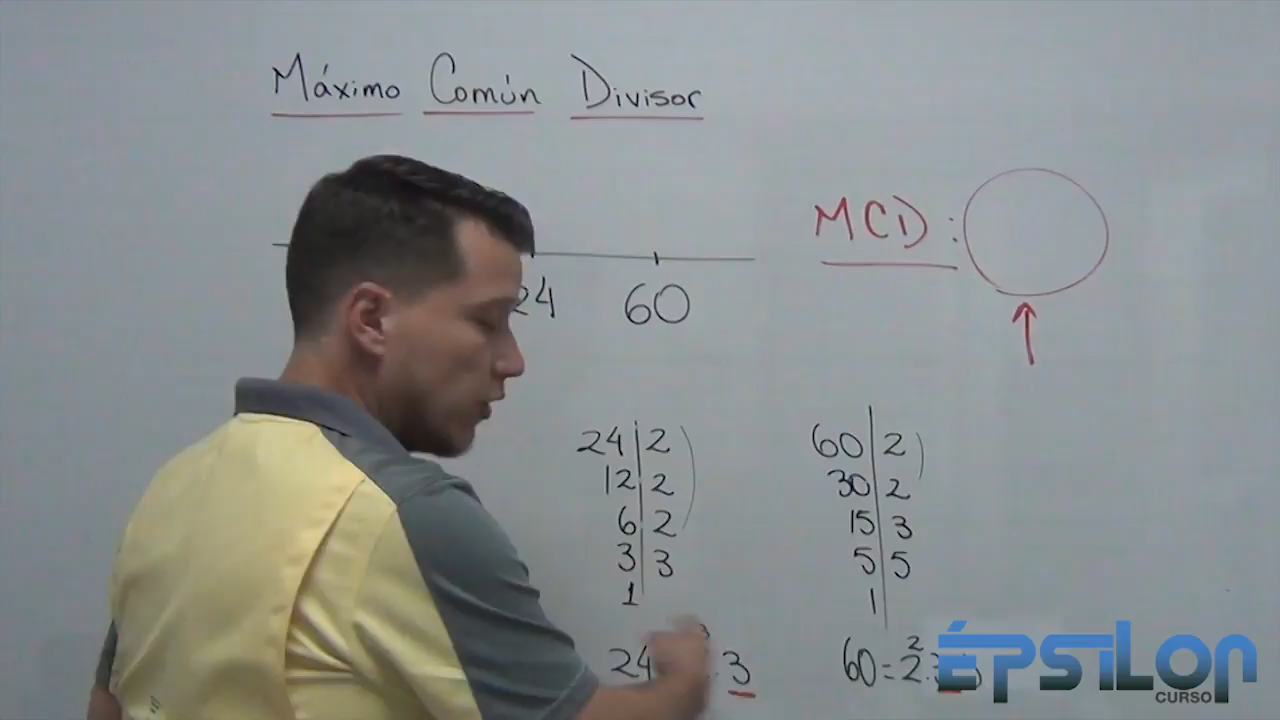 Máximo Común Divisor
MCD:
24 60
24 2
12 2
6 2
3 3
1
60 2
30 2
15 3
5 5
1
24 . 3
60 = 2² . 3
ÉPSILON
CURSO